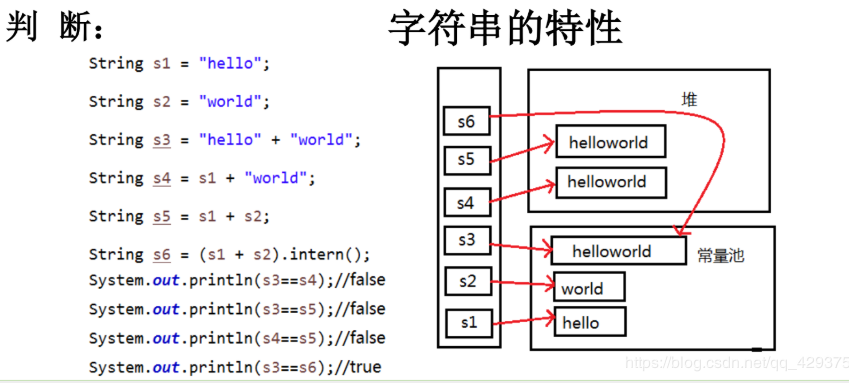 判 断：
字符串的特性
String s1 = "hello";
String s2 = "world";
String s3 = "hello" + "world";
String s4 = s1 + "world";
String s5 = s1 + s2;
String s6 = (s1 + s2).intern();
System.out.println(s3==s4);//false
System.out.println(s3==s5);//false
System.out.println(s4==s5);//false
System.out.println(s3==s6);//true
堆
s6
s5
helloworld
s4
helloworld
s3
helloworld
常量池
s2
world
s1
hello
https://blog.csdn.net/qq_429375